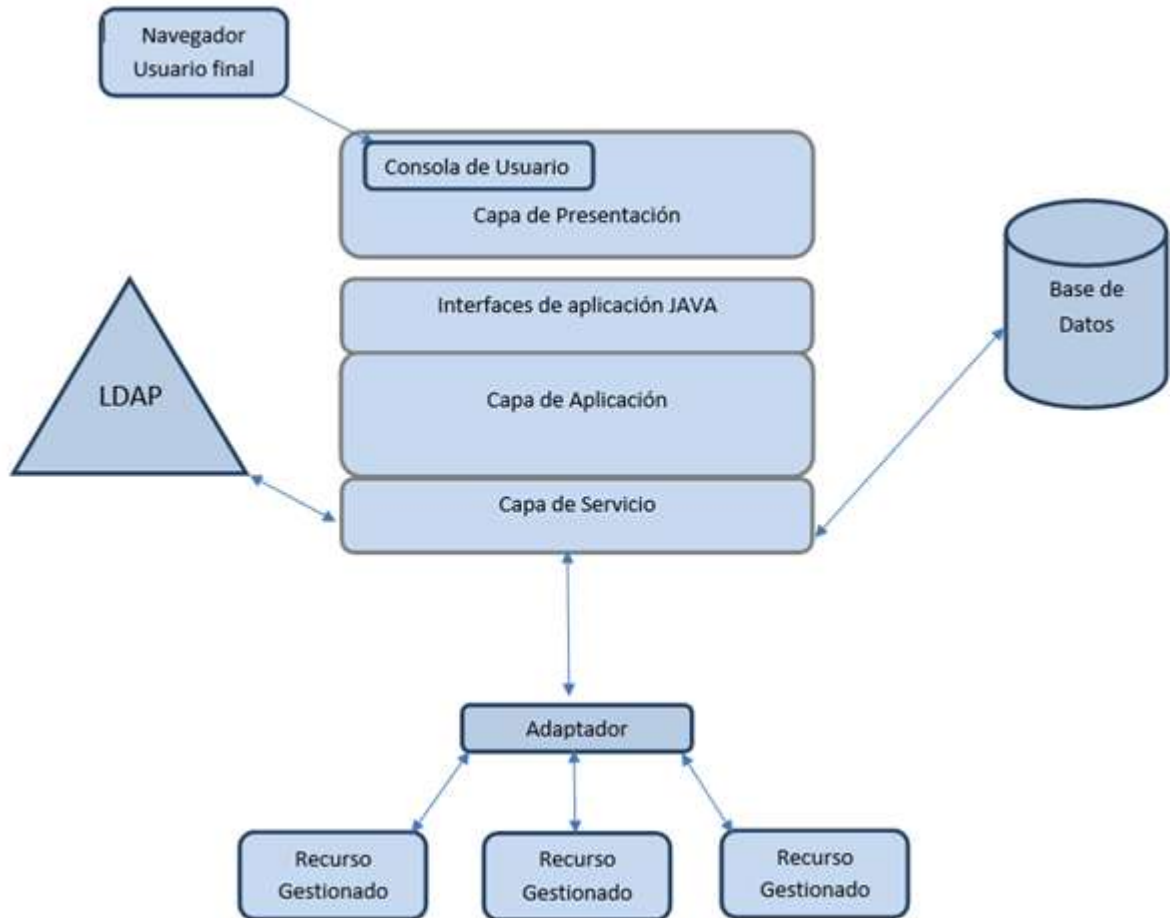 Navegador
Usuario final
Consola de Usuario
Capa de Presentación
Interfaces de aplicación JAVA
Base de
Datos
LDAP
Capa de Aplicación
Capa de Servicio
Adaptador
Recurso
Gestionado
Recurso
Gestionado
Recurso
Gestionado